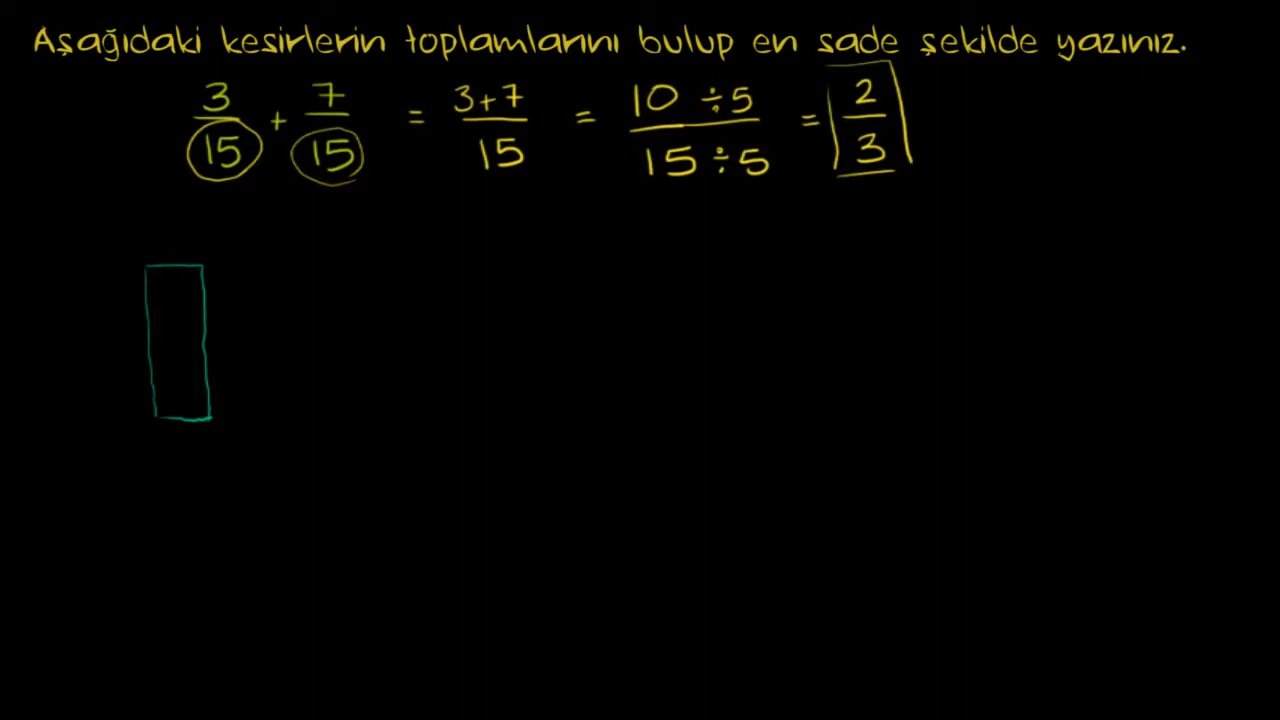 Aşağıdaki kesirlerin toplamlarını bulup en sade şekilde yazınız.
3/15 + 7/15 = 3+7/15 = 10÷5/15÷5 = 2/3